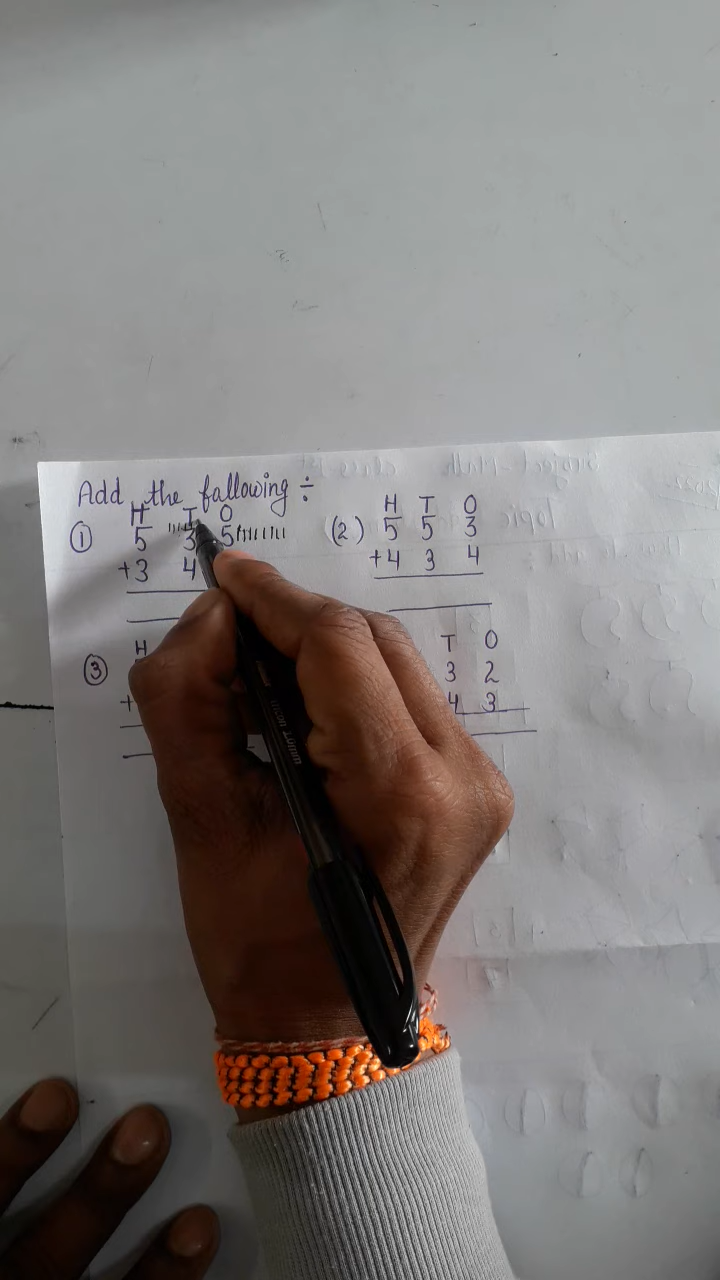 Add the fallowing ÷
H T O
① 5 3 5
+3 4
H T O
(2) 5 5 3
+4 3 4
③ H
+
T O
3 2
4 3